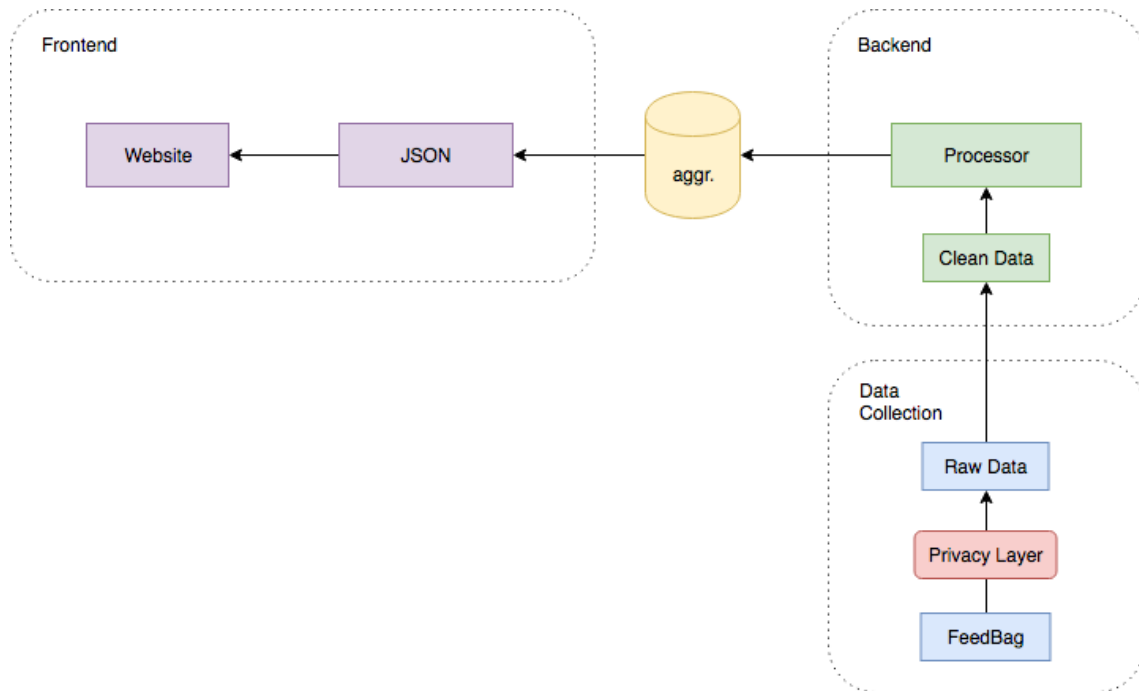 Frontend
Backend
Website
JSON
aggr.
Processor
Clean Data
Data
Collection
Raw Data
Privacy Layer
FeedBag